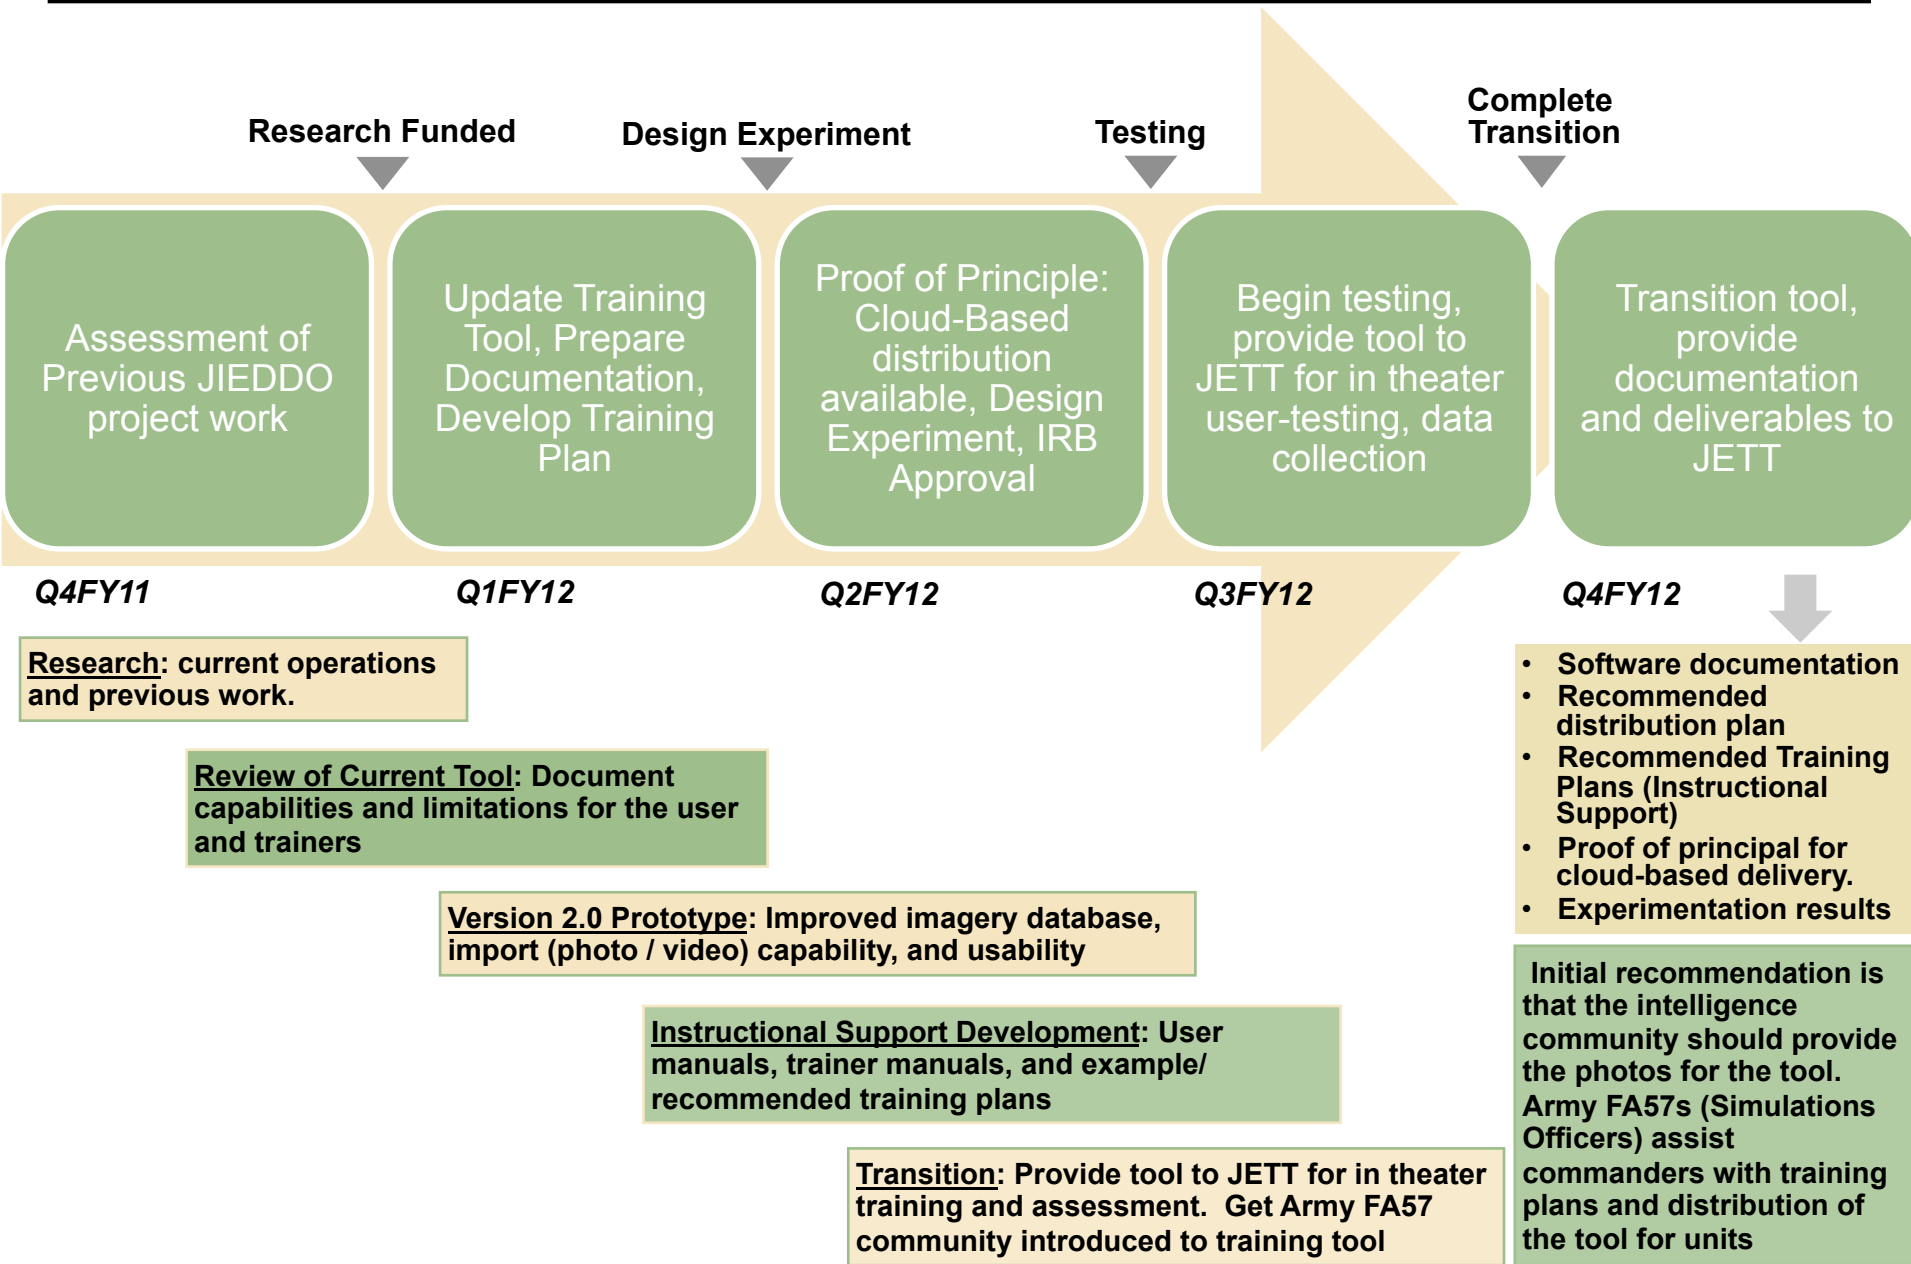 Research Funded
Design Experiment
Testing
Complete
Transition
Assessment of
Previous JIEDDO
project work
Update Training
Tool, Prepare
Documentation,
Develop Training
Plan
Proof of Principle:
Cloud-Based
distribution
available, Design
Experiment, IRB
Approval
Begin testing,
provide tool to
JETT for in theater
user-testing, data
collection
Transition tool,
provide
documentation
and deliverables to
JETT
Q4FY11
Q1FY12
Q2FY12
Q3FY12
Q4FY12
Research: current operations
and previous work.
Review of Current Tool: Document
capabilities and limitations for the user
and trainers
Version 2.0 Prototype: Improved imagery database,
import (photo / video) capability, and usability
Instructional Support Development: User
manuals, trainer manuals, and example/
recommended training plans
Transition: Provide tool to JETT for in theater
training and assessment.  Get Army FA57
community introduced to training tool
• Software documentation
• Recommended
distribution plan
• Recommended Training
Plans (Instructional
Support)
• Proof of principal for
cloud-based delivery.
• Experimentation results
Initial recommendation is
that the intelligence
community should provide
the photos for the tool.
Army FA57s (Simulations
Officers) assist
commanders with training
plans and distribution of
the tool for units